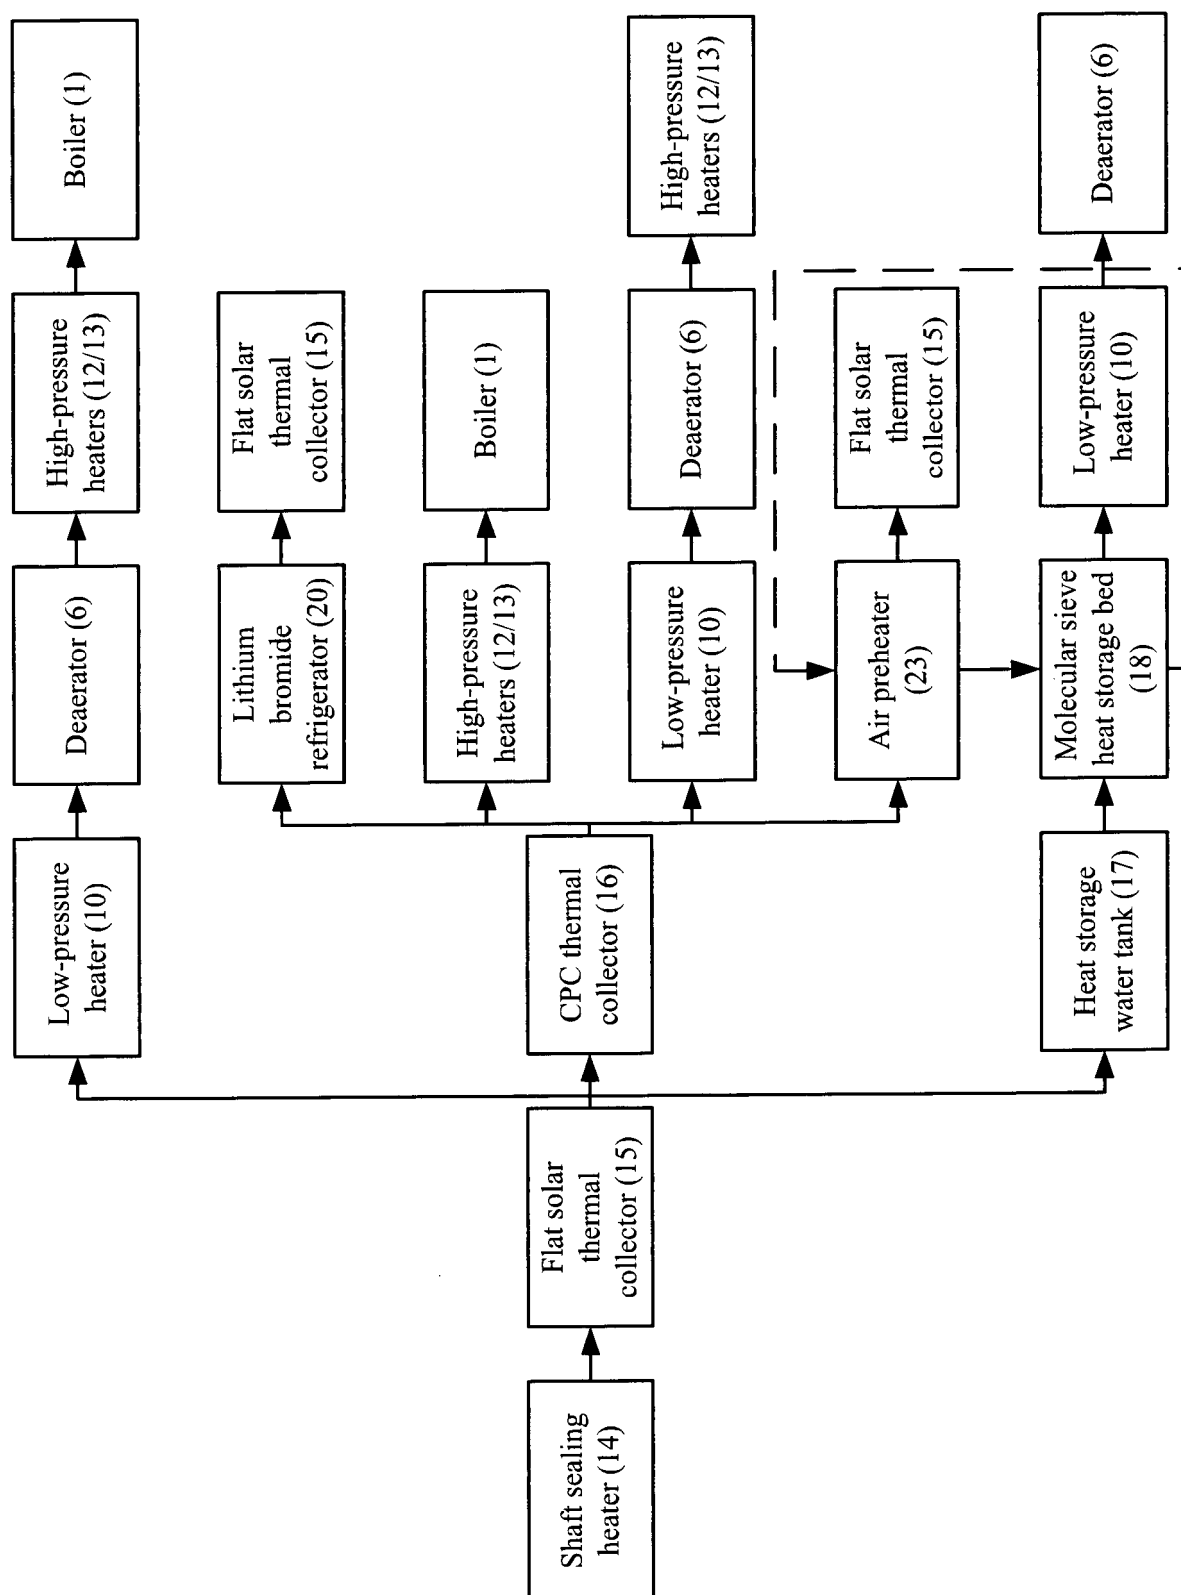 Shaft sealing
heater (14)
Flat solar
thermal
collector (15)
Low-pressure
heater (10)
Deaerator (6)
High-pressure
heaters (12/13)
Boiler (1)
CPC thermal
collector (16)
Lithium
bromide
refrigerator (20)
Flat solar
thermal
collector (15)
High-pressure
heaters (12/13)
Boiler (1)
Low-pressure
heater (10)
Deaerator (6)
High-pressure
heaters (12/13)
Air preheater
(23)
Flat solar
thermal
collector (15)
Heat storage
water tank (17)
Molecular sieve
heat storage bed
(18)
Low-pressure
heater (10)
Deaerator (6)